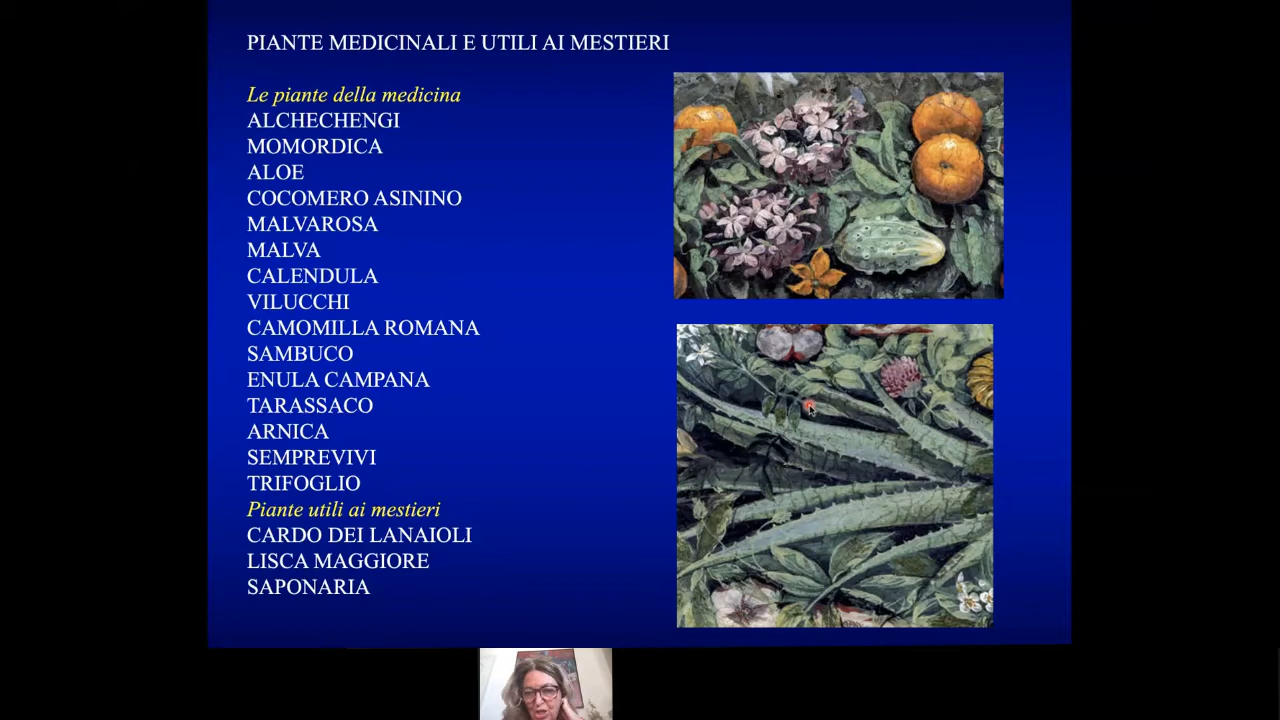 PIANTE MEDICINALI E UTILI AI MESTIERI
Le piante della medicina
ALCHECHENGI
MOMORDICA
ALOE
COCOMERO ASININO
MALVAROSA
MALVA
CALENDULA
VILUCCHI
CAMOMILLA ROMANA
SAMBUCO
ENULA CAMPANA
TARASSACO
ARNICA
SEMPREVIVI
TRIFOGLIO
Piante utili ai mestieri
CARDO DEI LANAIOLI
LISCA MAGGIORE
SAPONARIA